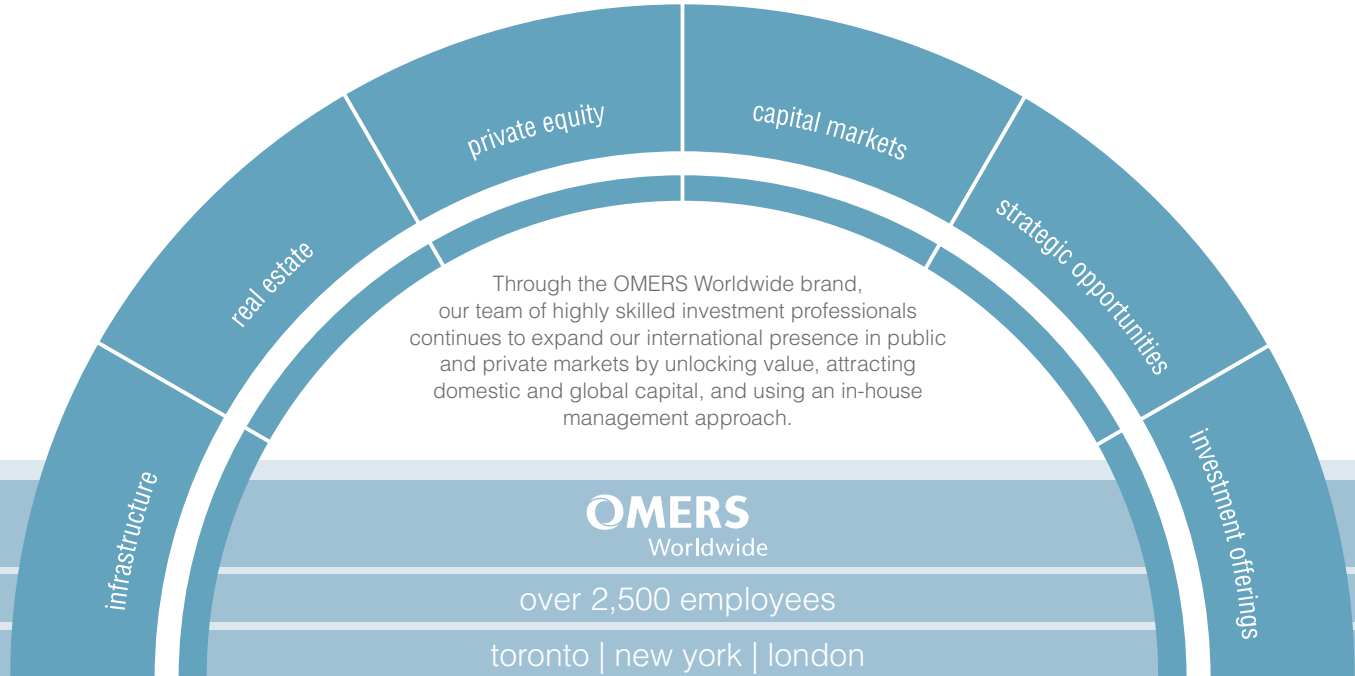 infrastructure
real estate
private equity
capital markets
strategic opportunities
investment offerings
Through the OMERS Worldwide brand,
our team of highly skilled investment professionals
continues to expand our international presence in public
and private markets by unlocking value, attracting
domestic and global capital, and using an in-house
management approach.
OMERS
Worldwide
over 2,500 employees
toronto | new york | london